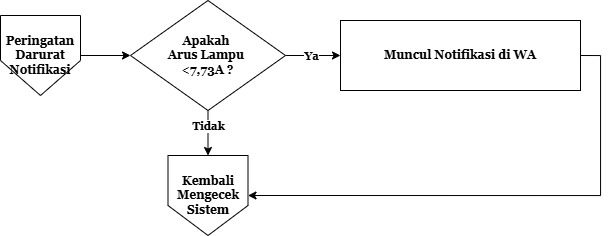 Peringatan
Darurat
Notifikasi
Apakah
Arus Lampu
<7,73A ?
Ya
Muncul Notifikasi di WA
Tidak
Kembali
Mengecek
Sistem